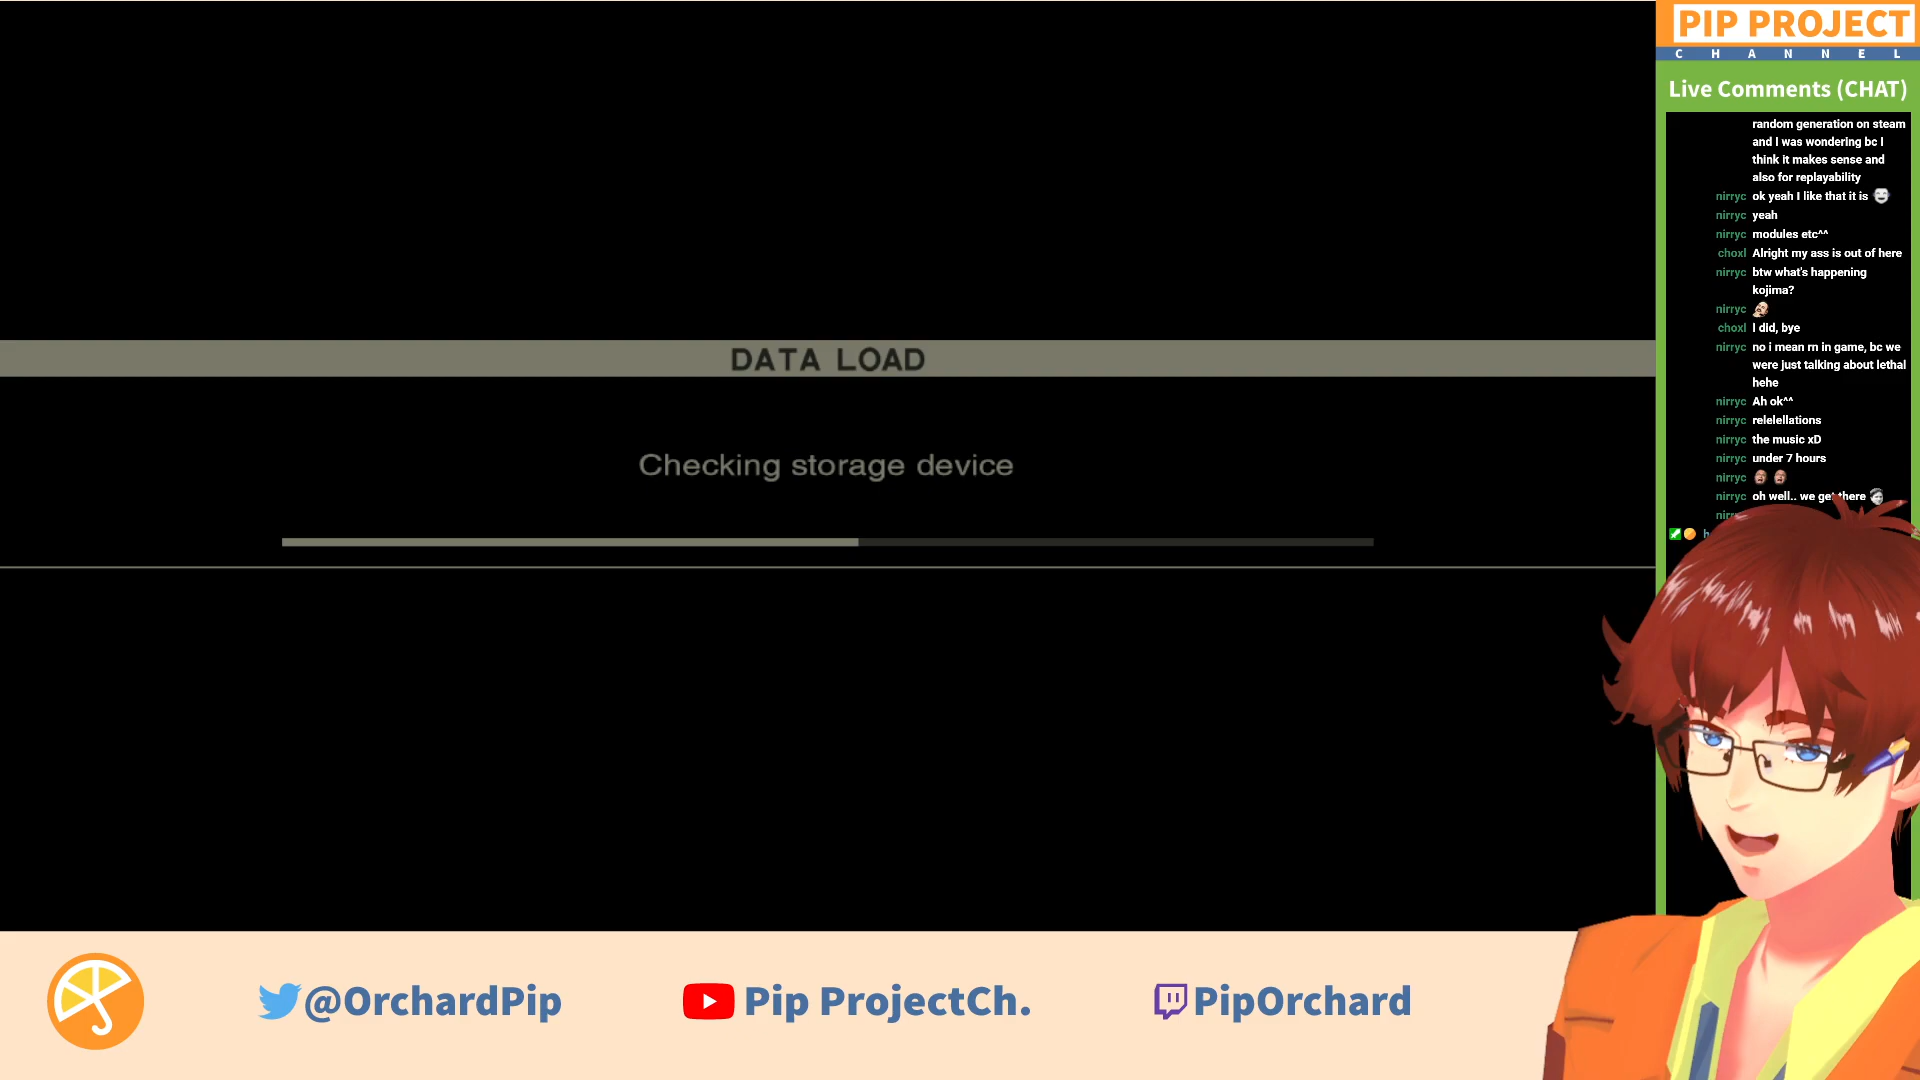 PIP PROJECT
C H A N N E L
Live Comments (CHAT)
random generation on steam
and I was wondering bc I
think it makes sense and
also for replayability
nirryc ok yeah I like that it is
nirryc yeah
nirryc modules etc^^
choxl Alright my ass is out of here
nirryc btw what's happening
kojima?
nirryc
choxl I did, bye
nirryc no i mean rn in game, bc we
were just talking about lethal
hehe
nirryc Ah ok^^
nirryc relelellations
nirryc the music xD
nirryc under 7 hours
nirryc
nirryc oh well.. we get there
DATA LOAD
Checking storage device
@OrchardPip
Pip ProjectCh.
PipOrchard